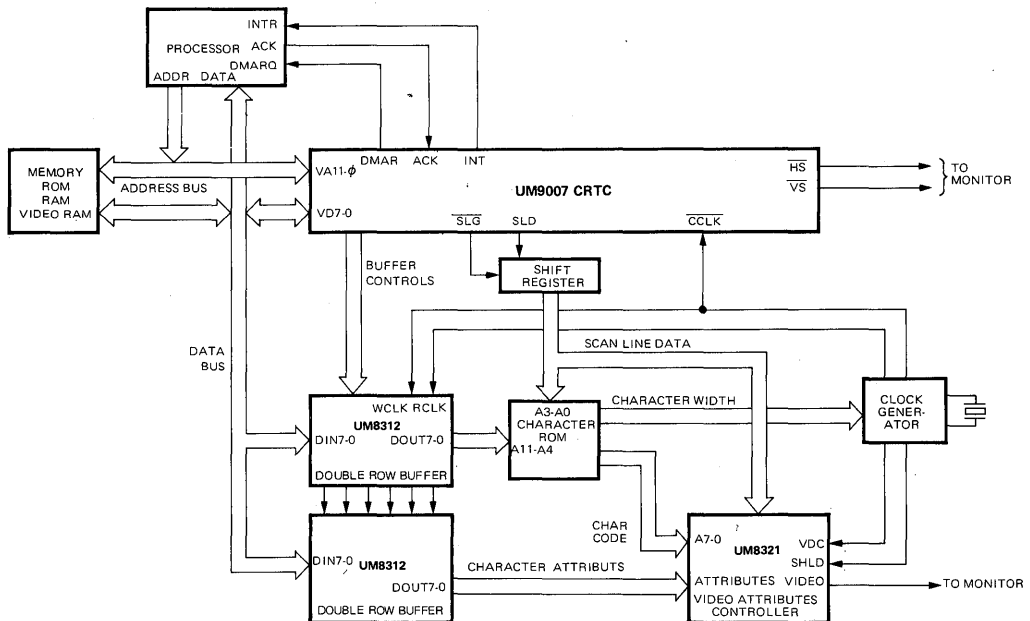 INTR
PROCESSOR
ACK
DMARQ
ADDR DATA
MEMORY
ROM
RAM
VIDEO RAM
ADDRESS BUS
VA11-ϕ
DMAR
ACK
INT
UM9007 CRTC
HS
VS
TO
MONITOR
VD7-0
SLG
SLD
CCLK
BUFFER
CONTROLS
SHIFT
REGISTER
DATA
BUS
SCAN LINE DATA
WCLK RCLK
UM8312
DIN7-0
DOUT7-0
DOUBLE ROW BUFFER
A3-A0
CHARACTER
ROM
A11-A4
CHARACTER WIDTH
CLOCK
GENER-
ATOR
CHAR
CODE
DIN7-0
UM8312
DOUT7-0
DOUBLE ROW BUFFER
CHARACTER ATTRIBUTS
A7-0
UM8321
VDC
SHLD
ATTRIBUTES
VIDEO
VIDEO ATTRIBUTES
CONTROLLER
TO MONITOR